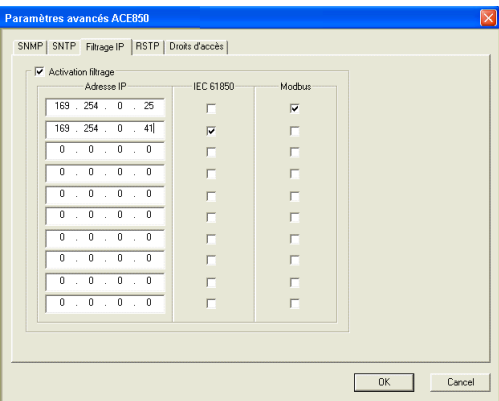 Paramètres avancés ACE850
SNMP SNTP Filtrage IP RSTP Droits d'accès
Activation filtrage
Adresse IP IEC 61850 Modbus
169 . 254 . 0 . 25
169 . 254 . 0 . 41
0 . 0 . 0 . 0
0 . 0 . 0 . 0
0 . 0 . 0 . 0
0 . 0 . 0 . 0
0 . 0 . 0 . 0
0 . 0 . 0 . 0
0 . 0 . 0 . 0
0 . 0 . 0 . 0
OK Cancel